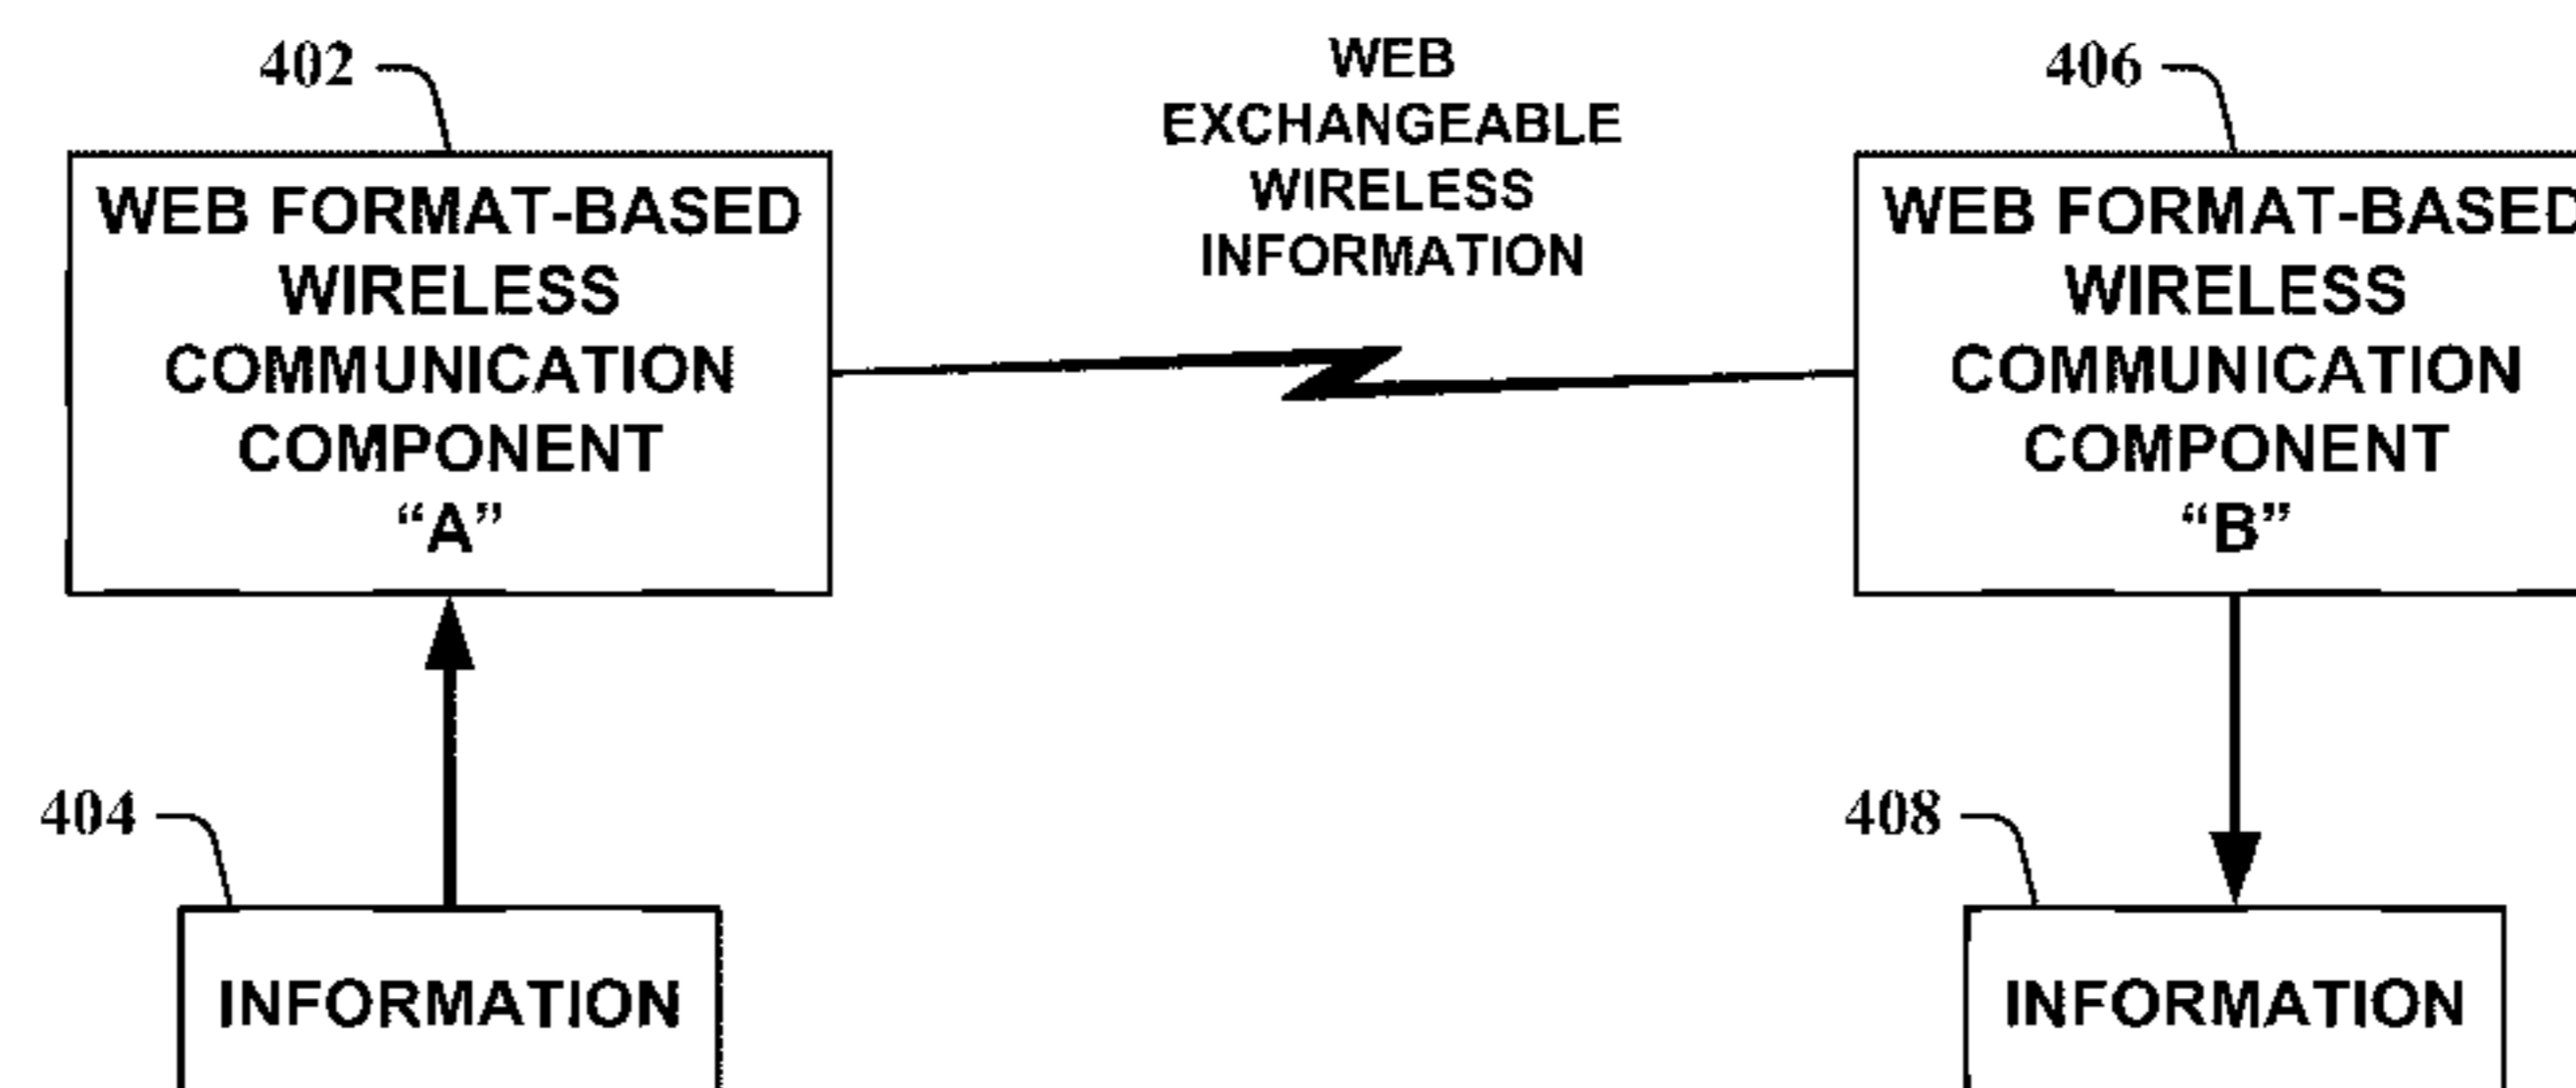 402
WEB FORMAT-BASED
WIRELESS
COMMUNICATION
COMPONENT
“A”
WEB
EXCHANGEABLE
WIRELESS
INFORMATION
406
WEB FORMAT-BASED
WIRELESS
COMMUNICATION
COMPONENT
“B”
404
INFORMATION
408
INFORMATION